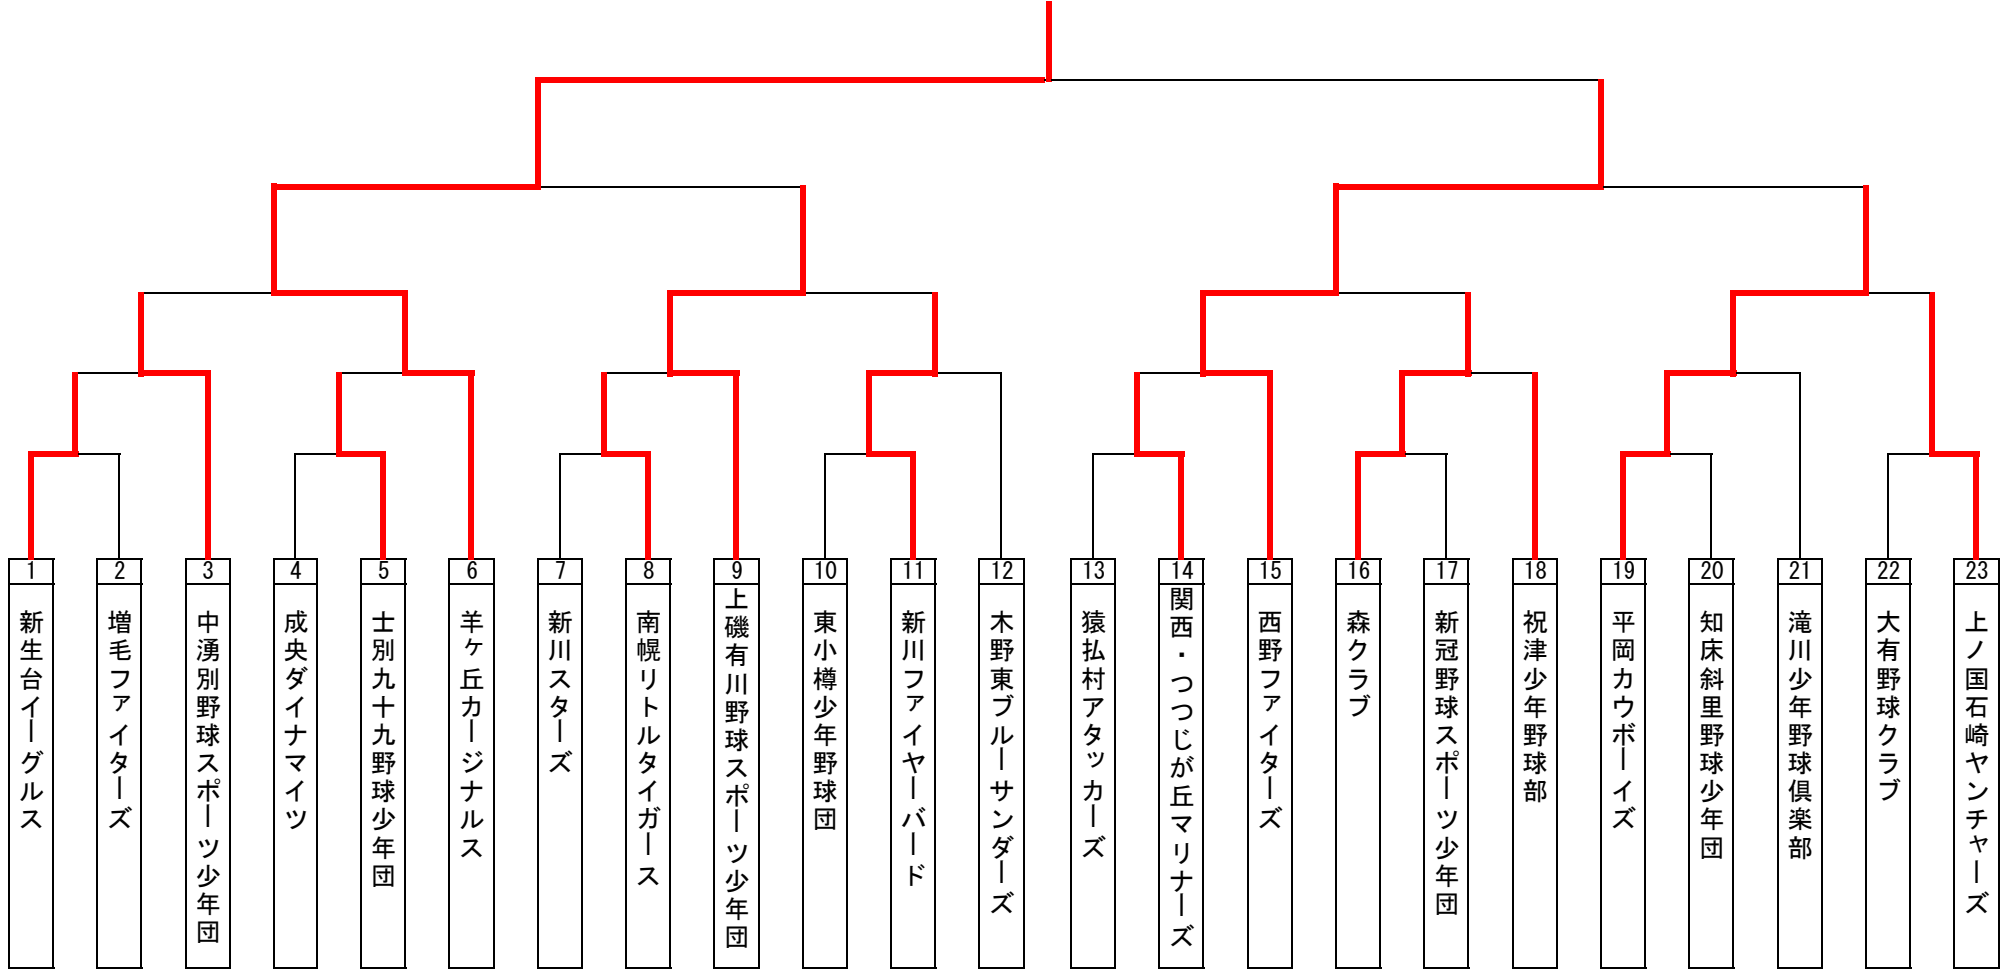 1
新生台イーグルス
2
増毛ファイターズ
3
中湧別野球スポーツ少年団
4
成央ダイナマイツ
5
士別九十九野球少年団
6
羊ヶ丘カージナルス
7
新川スターズ
8
南幌リトルタイガース
9
上磯有川野球スポーツ少年団
10
東小樽少年野球団
11
新川ファイヤーバード
12
木野東ブルーサンダーズ
13
猿払村アタッカーズ
14
関西・つつじが丘マリナーズ
15
西野ファイターズ
16
森クラブ
17
新冠野球スポーツ少年団
18
祝津少年野球部
19
平岡カウボーイズ
20
知床斜里野球少年団
21
滝川少年野球倶楽部
22
大有野球クラブ
23
上ノ国石崎ヤンチャーズ